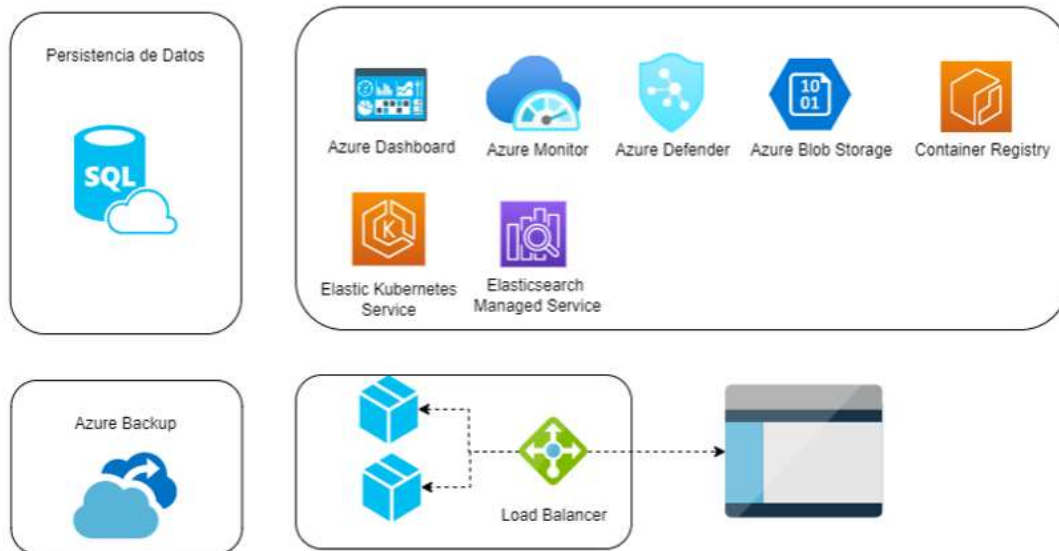 Persistencia de Datos
SQL
Azure Dashboard
Azure Monitor
Azure Defender
10
01
Azure Blob Storage
Container Registry
K
Elastic Kubernetes
Service
Elasticsearch
Managed Service
Azure Backup
Load Balancer